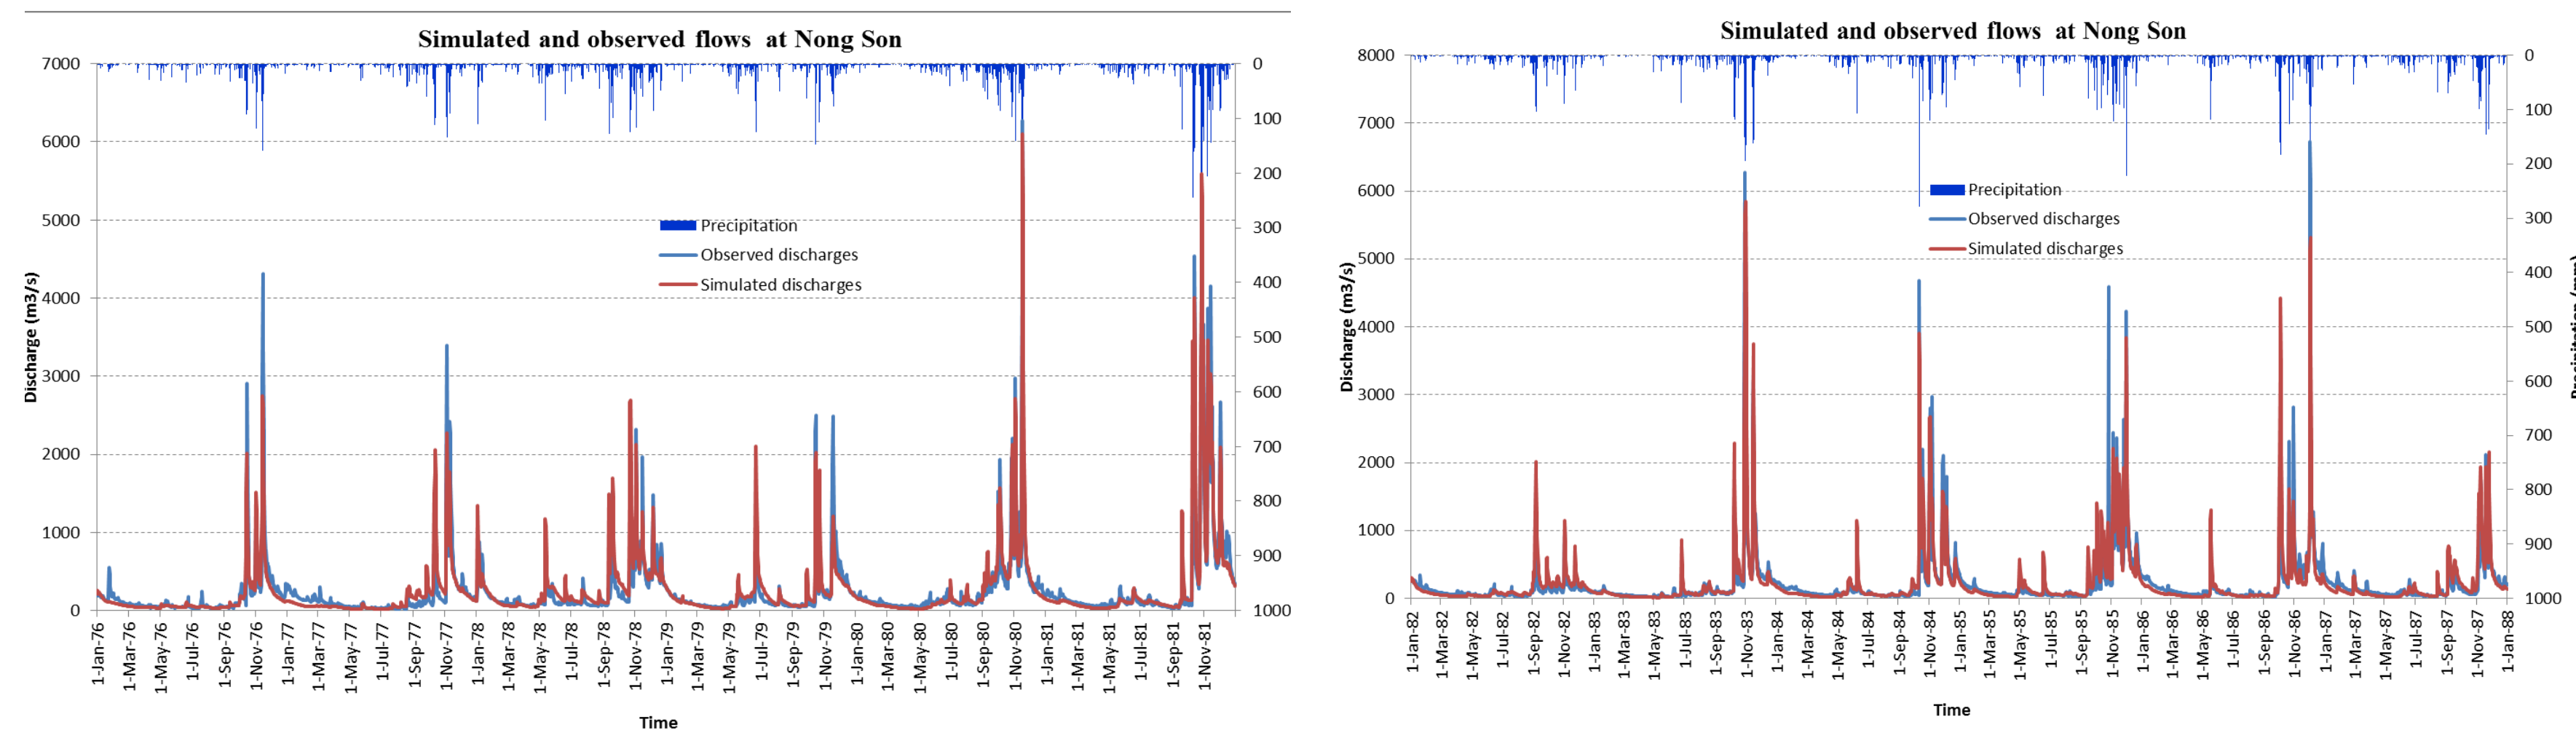 Simulated and observed flows at Nong Son
7000
6000
5000
4000
3000
2000
1000
0
Discharge (m3/s)
0
100
200
300
400
500
600
700
800
900
1000
Precipitation
Observed discharges
Simulated discharges
1-Jan-76
1-Mar-76
1-May-76
1-Jul-76
1-Sep-76
1-Nov-76
1-Jan-77
1-Mar-77
1-May-77
1-Jul-77
1-Sep-77
1-Nov-77
1-Jan-78
1-Mar-78
1-May-78
1-Jul-78
1-Sep-78
1-Nov-78
1-Jan-79
1-Mar-79
1-May-79
1-Jul-79
1-Sep-79
1-Nov-79
1-Jan-80
1-Mar-80
1-May-80
1-Jul-80
1-Sep-80
1-Nov-80
1-Jan-81
1-Mar-81
1-May-81
1-Jul-81
1-Sep-81
1-Nov-81
Time
Simulated and observed flows at Nong Son
8000
7000
6000
5000
4000
3000
2000
1000
0
Discharge (m3/s)
0
100
200
300
400
500
600
700
800
900
1000
Precipitation (mm)
Precipitation
Observed discharges
Simulated discharges
1-Jan-82
1-Mar-82
1-May-82
1-Jul-82
1-Sep-82
1-Nov-82
1-Jan-83
1-Mar-83
1-May-83
1-Jul-83
1-Sep-83
1-Nov-83
1-Jan-84
1-Mar-84
1-May-84
1-Jul-84
1-Sep-84
1-Nov-84
1-Jan-85
1-Mar-85
1-May-85
1-Jul-85
1-Sep-85
1-Nov-85
1-Jan-86
1-Mar-86
1-May-86
1-Jul-86
1-Sep-86
1-Nov-86
1-Jan-87
1-Mar-87
1-May-87
1-Jul-87
1-Sep-87
1-Nov-87
1-Jan-88
Time